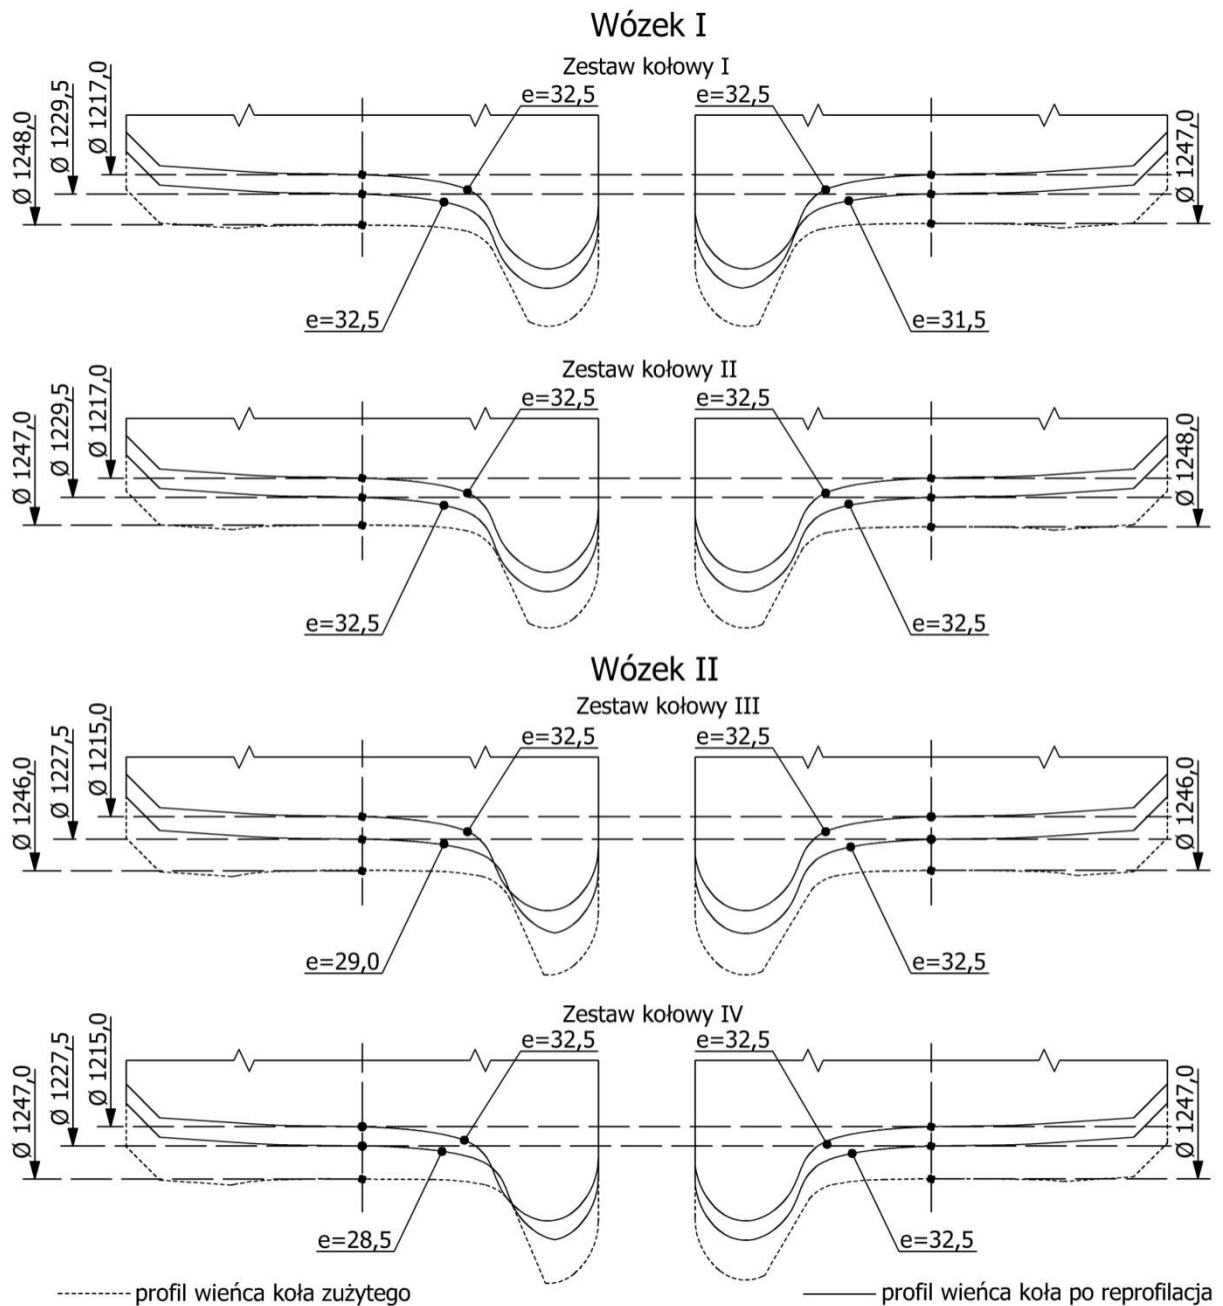 Wózek I
Zestaw kołowy I
e=32,5
e=32,5
Ø 1248,0
Ø 1229,5
Ø 1217,0
Ø 1247,0
e=32,5
e=31,5
Zestaw kołowy II
e=32,5
e=32,5
Ø 1247,0
Ø 1229,5
Ø 1217,0
Ø 1248,0
e=32,5
e=32,5
Wózek II
Zestaw kołowy III
e=32,5
e=32,5
Ø 1246,0
Ø 1227,5
Ø 1215,0
Ø 1246,0
e=29,0
e=32,5
Zestaw kołowy IV
e=32,5
e=32,5
Ø 1247,0
Ø 1227,5
Ø 1215,0
Ø 1247,0
e=28,5
e=32,5
profil wieńca koła zużytego
profil wieńca koła po reprofilacja